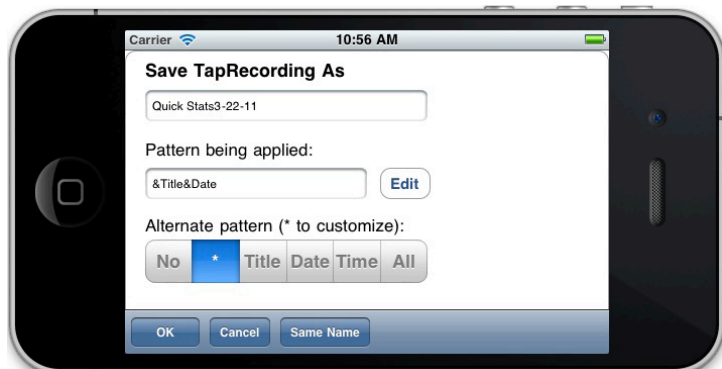 Carrier 10:56 AM
Save TapRecording As
Quick Stats3-22-11
Pattern being applied:
&Title&Date Edit
Alternate pattern (* to customize):
No * Title Date Time All
OK Cancel Same Name